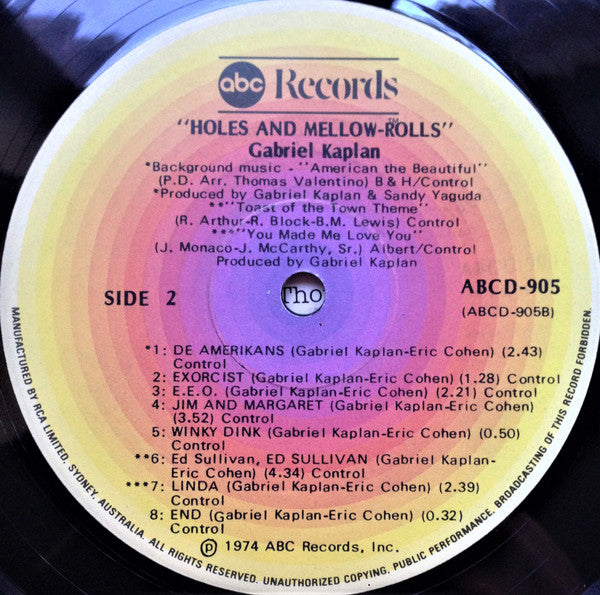 abc Records
"HOLES AND MELLOW-ROLLS"™
Gabriel Kaplan
*Background music - "American the Beautiful"
(P.D. Arr. Thomas Valentino) B & H/Control
*Produced by Gabriel Kaplan & Sandy Yaguda
**"Toast of the Town Theme"
(R. Arthur-R. Block-B.M. Lewis) Control
***"You Made Me Love You"
(J. Monaco-J. McCarthy, Sr.) Albert/Control
Produced by Gabriel Kaplan
Tho
SIDE 2
ABCD-905
(ABCD-905B)
*1: DE AMERIKANS (Gabriel Kaplan-Eric Cohen) (2.43)
Control
2: EXORCIST (Gabriel Kaplan-Eric Cohen) (1.28) Control
3: E.E.O. (Gabriel Kaplan-Eric Cohen) (2.21) Control
4: JIM AND MARGARET (Gabriel Kaplan-Eric Cohen)
(3.52) Control
5: WINKY DINK (Gabriel Kaplan-Eric Cohen) (0.50)
Control
**6: Ed Sullivan, ED SULLIVAN (Gabriel Kaplan-
Eric Cohen) (4.34) Control
***7: LINDA (Gabriel Kaplan-Eric Cohen) (2.39)
Control
8: END (Gabriel Kaplan-Eric Cohen) (0.32)
Control
℗ 1974 ABC Records, Inc.
MANUFACTURED BY RCA LIMITED, SYDNEY, AUSTRALIA. ALL RIGHTS RESERVED. UNAUTHORIZED COPYING, PUBLIC PERFORMANCE, BROADCASTING OF THIS RECORD FORBIDDEN.